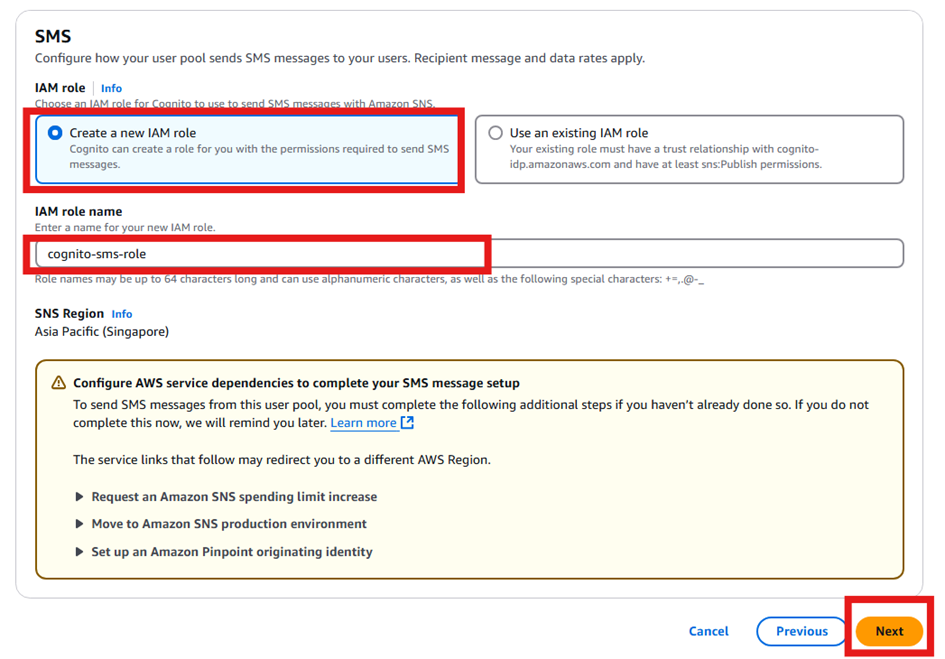 SMS
Configure how your user pool sends SMS messages to your users. Recipient message and data rates apply.
IAM role Info
Choose an IAM role for Cognito to use to send SMS messages with Amazon SNS.
Create a new IAM role
Cognito can create a role for you with the permissions required to send SMS
messages.
Use an existing IAM role
Your existing role must have a trust relationship with cognito-
idp.amazonaws.com and have at least sns:Publish permissions.
IAM role name
Enter a name for your new IAM role.
cognito-sms-role
Role names may be up to 64 characters long and can use alphanumeric characters, as well as the following special characters: +=,.@-_
SNS Region Info
Asia Pacific (Singapore)
Configure AWS service dependencies to complete your SMS message setup
To send SMS messages from this user pool, you must complete the following additional steps if you haven't already done so. If you do not
complete this now, we will remind you later. Learn more
The service links that follow may redirect you to a different AWS Region.
Request an Amazon SNS spending limit increase
Move to Amazon SNS production environment
Set up an Amazon Pinpoint originating identity
Cancel Previous Next